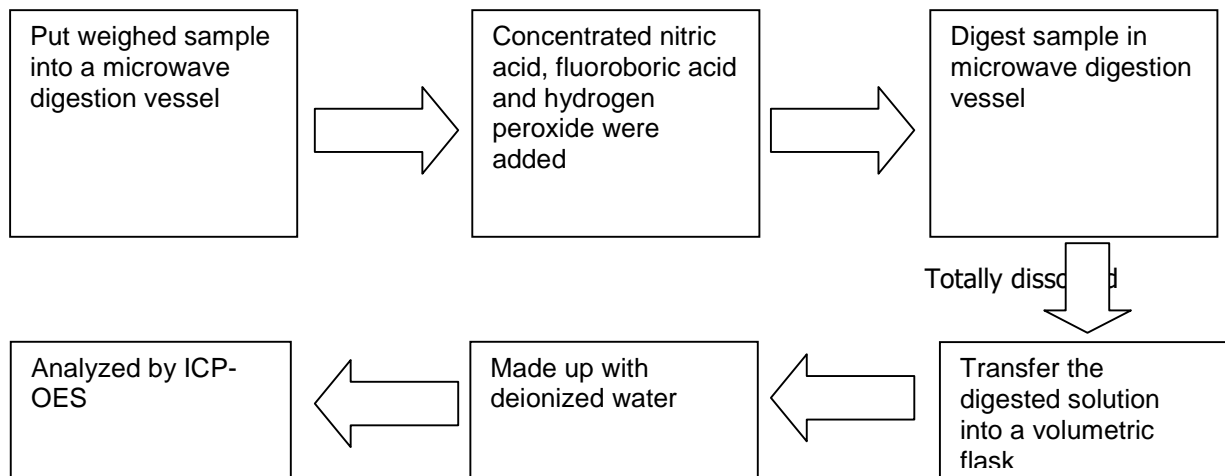 Put weighed sample
into a microwave
digestion vessel
Concentrated nitric
acid, fluoroboric acid
and hydrogen
peroxide were
added
Digest sample in
microwave digestion
vessel
Totally
Transfer the
digested solution
into a volumetric
flask
Made up with
deionized water
Analyzed by ICP-
OES